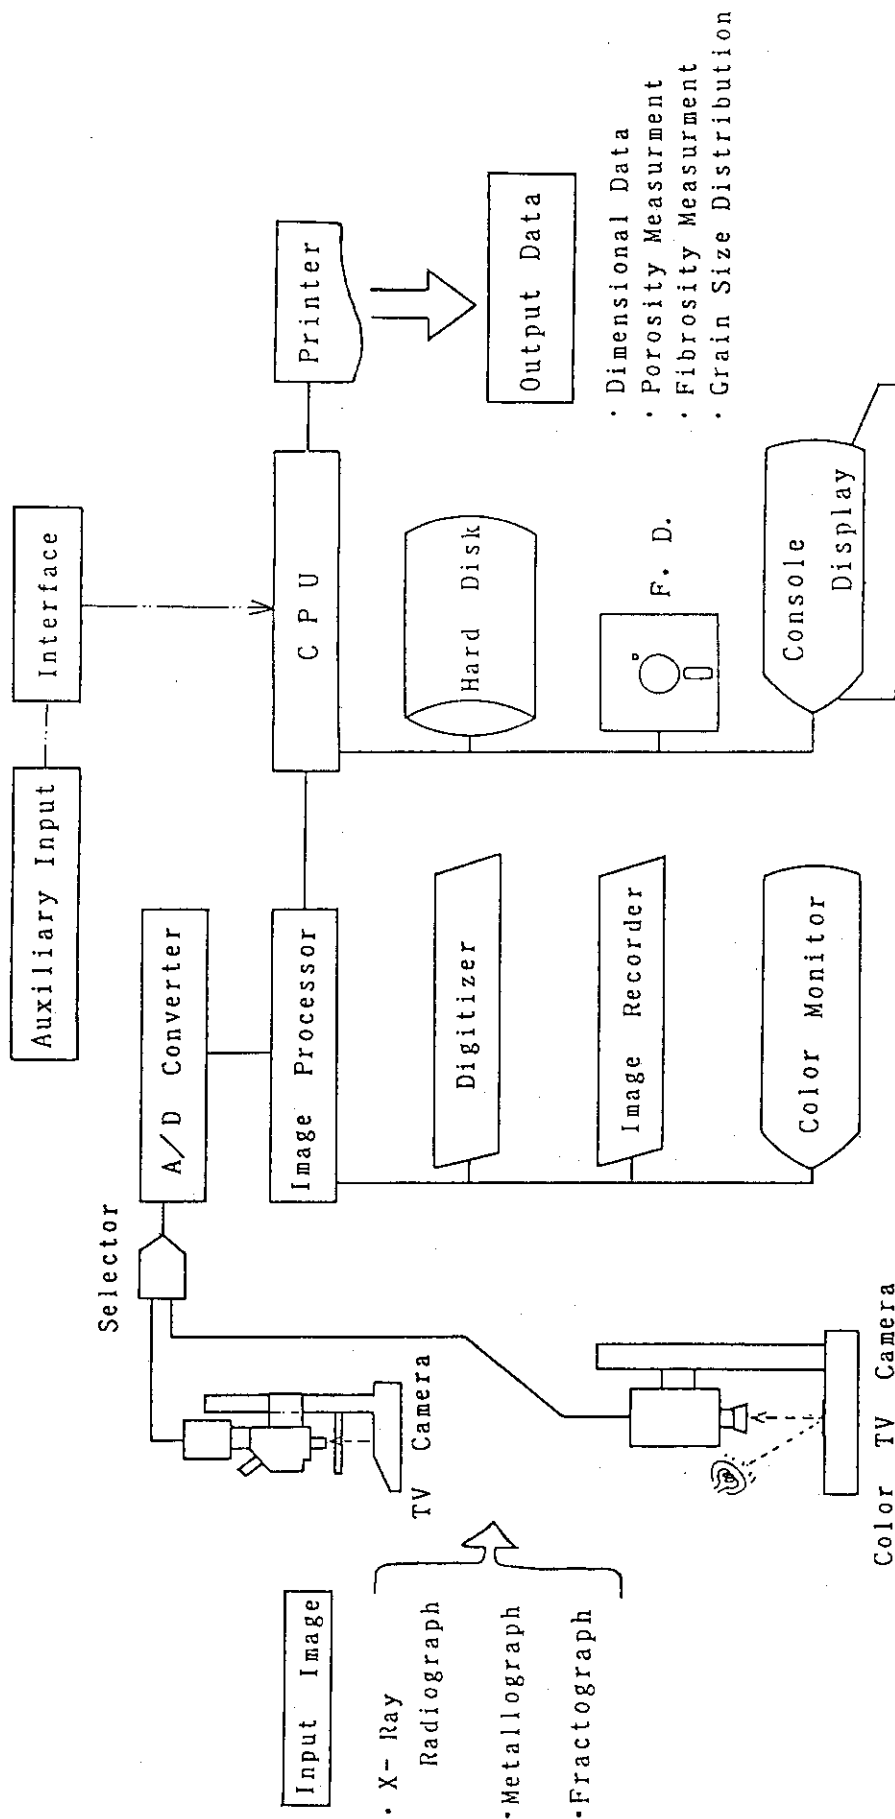 Input Image
・X-Ray
Radiograph
・Metallograph
・Fractograph
TV Camera
Color TV Camera
Selector
A/D Converter
Image Processor
Digitizer
Image Recorder
Color Monitor
Auxiliary Input
Interface
CPU
Hard Disk
F. D.
Console
Display
Printer
Output Data
・Dimensional Data
・Porosity Measurment
・Fibrosity Measurment
・Grain Size Distribution